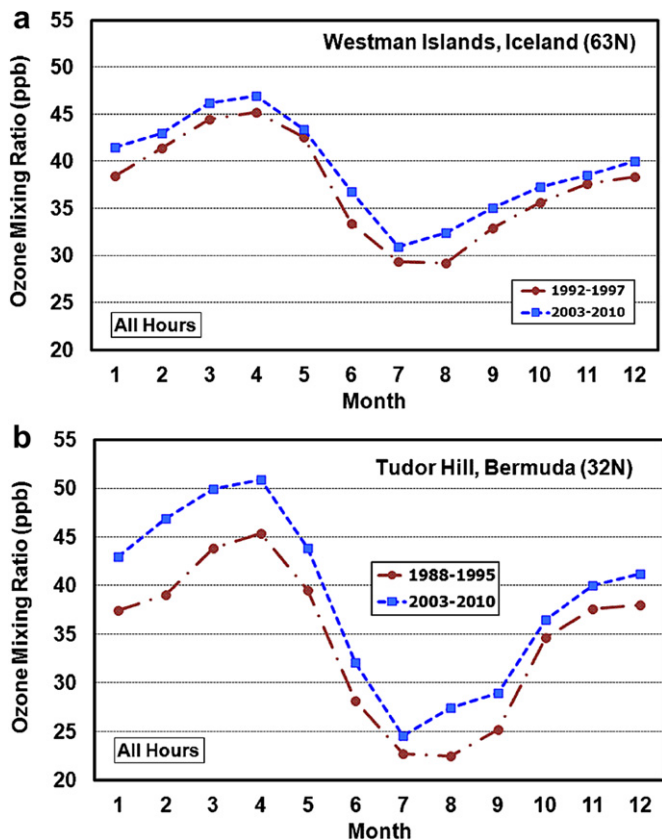 a
Westman Islands, Iceland (63N)
Ozone Mixing Ratio (ppb)
55
50
45
40
35
30
25
20
1992-1997
2003-2010
All Hours
1 2 3 4 5 6 7 8 9 10 11 12
Month
b
Tudor Hill, Bermuda (32N)
Ozone Mixing Ratio (ppb)
55
50
45
40
35
30
25
20
1988-1995
2003-2010
All Hours
1 2 3 4 5 6 7 8 9 10 11 12
Month